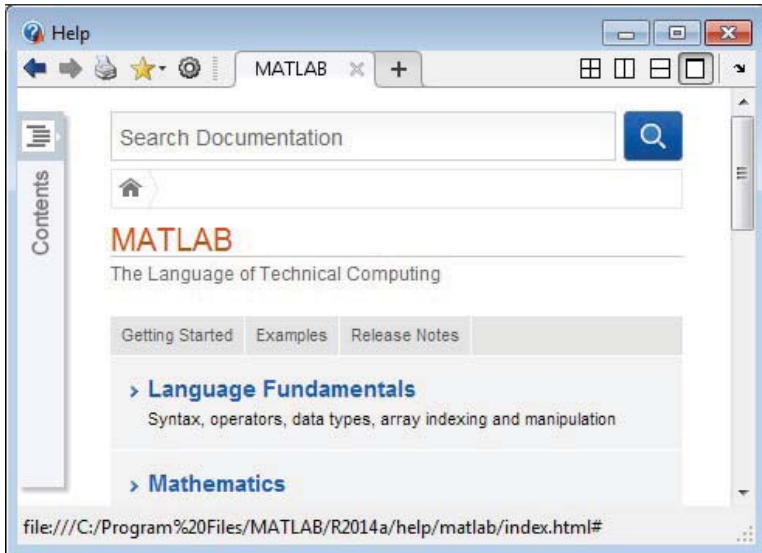 Help
MATLAB
Search Documentation
Contents
MATLAB
The Language of Technical Computing
Getting Started Examples Release Notes
Language Fundamentals
Syntax, operators, data types, array indexing and manipulation
Mathematics
file:///C:/Program%20Files/MATLAB/R2014a/help/matlab/index.html#